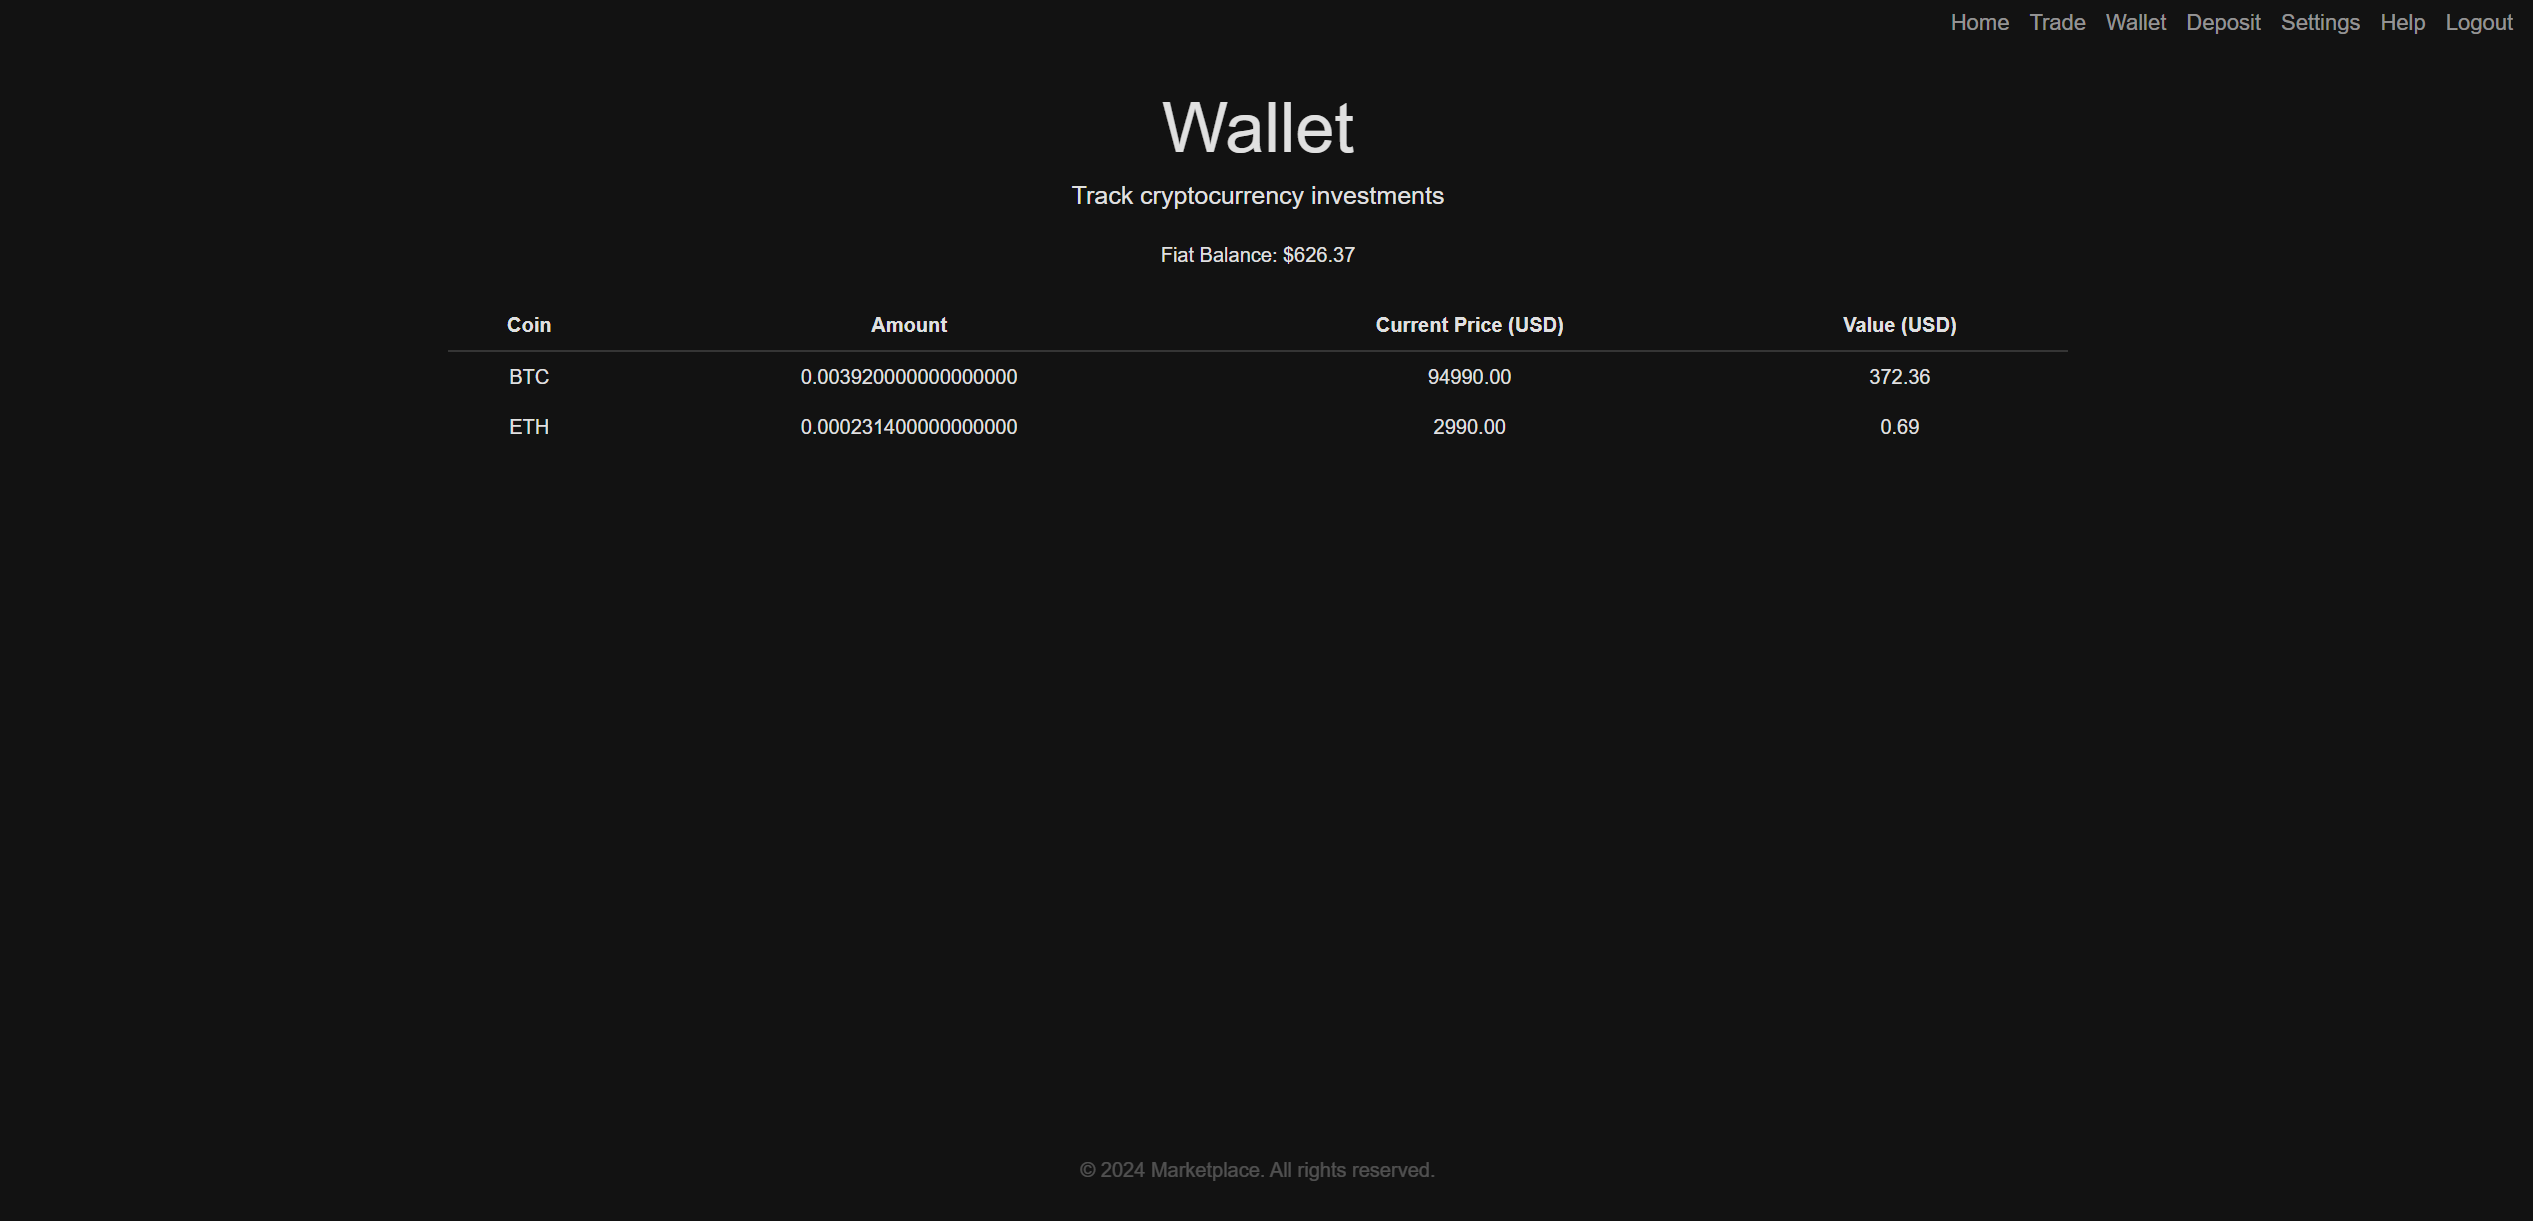 Home Trade Wallet Deposit Settings Help Logout
Wallet
Track cryptocurrency investments
Fiat Balance: $626.37
Coin Amount Current Price (USD) Value (USD)
BTC 0.003920000000000000 94990.00 372.36
ETH 0.000231400000000000 2990.00 0.69
© 2024 Marketplace. All rights reserved.